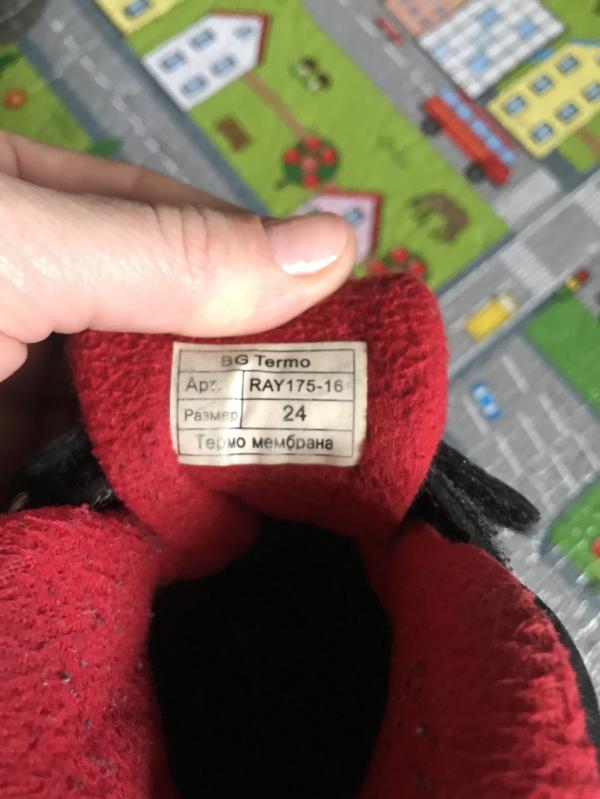 BG Termo
Арт. RAY175-16
Размер 24
Термо мембрана